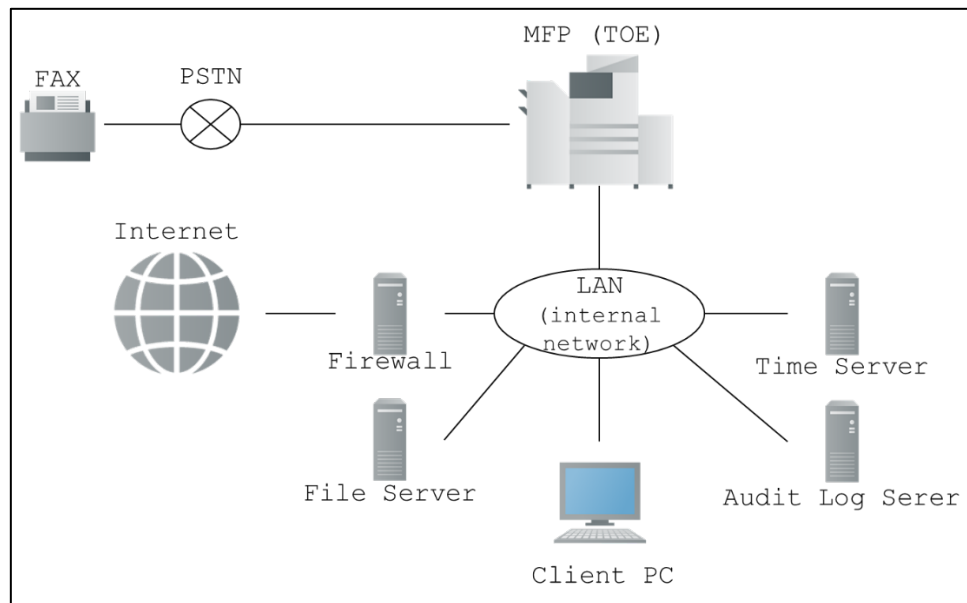 MFP (TOE)
FAX
PSTN
Internet
LAN
(internal
network)
Firewall
Time Server
File Server
Audit Log Serer
Client PC